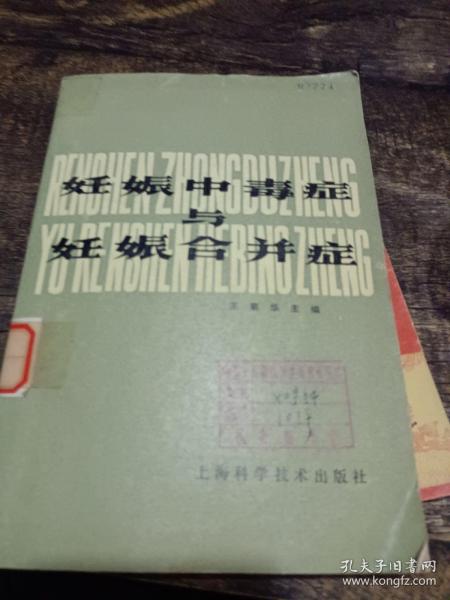 RENSHEN ZHONGDUZHENG
妊娠中毒症
与
YU RENSHEN HEBINGZHENG
妊娠合并症
王菊华主编
上海科学技术出版社
孔夫子旧书网
www.kongfz.com